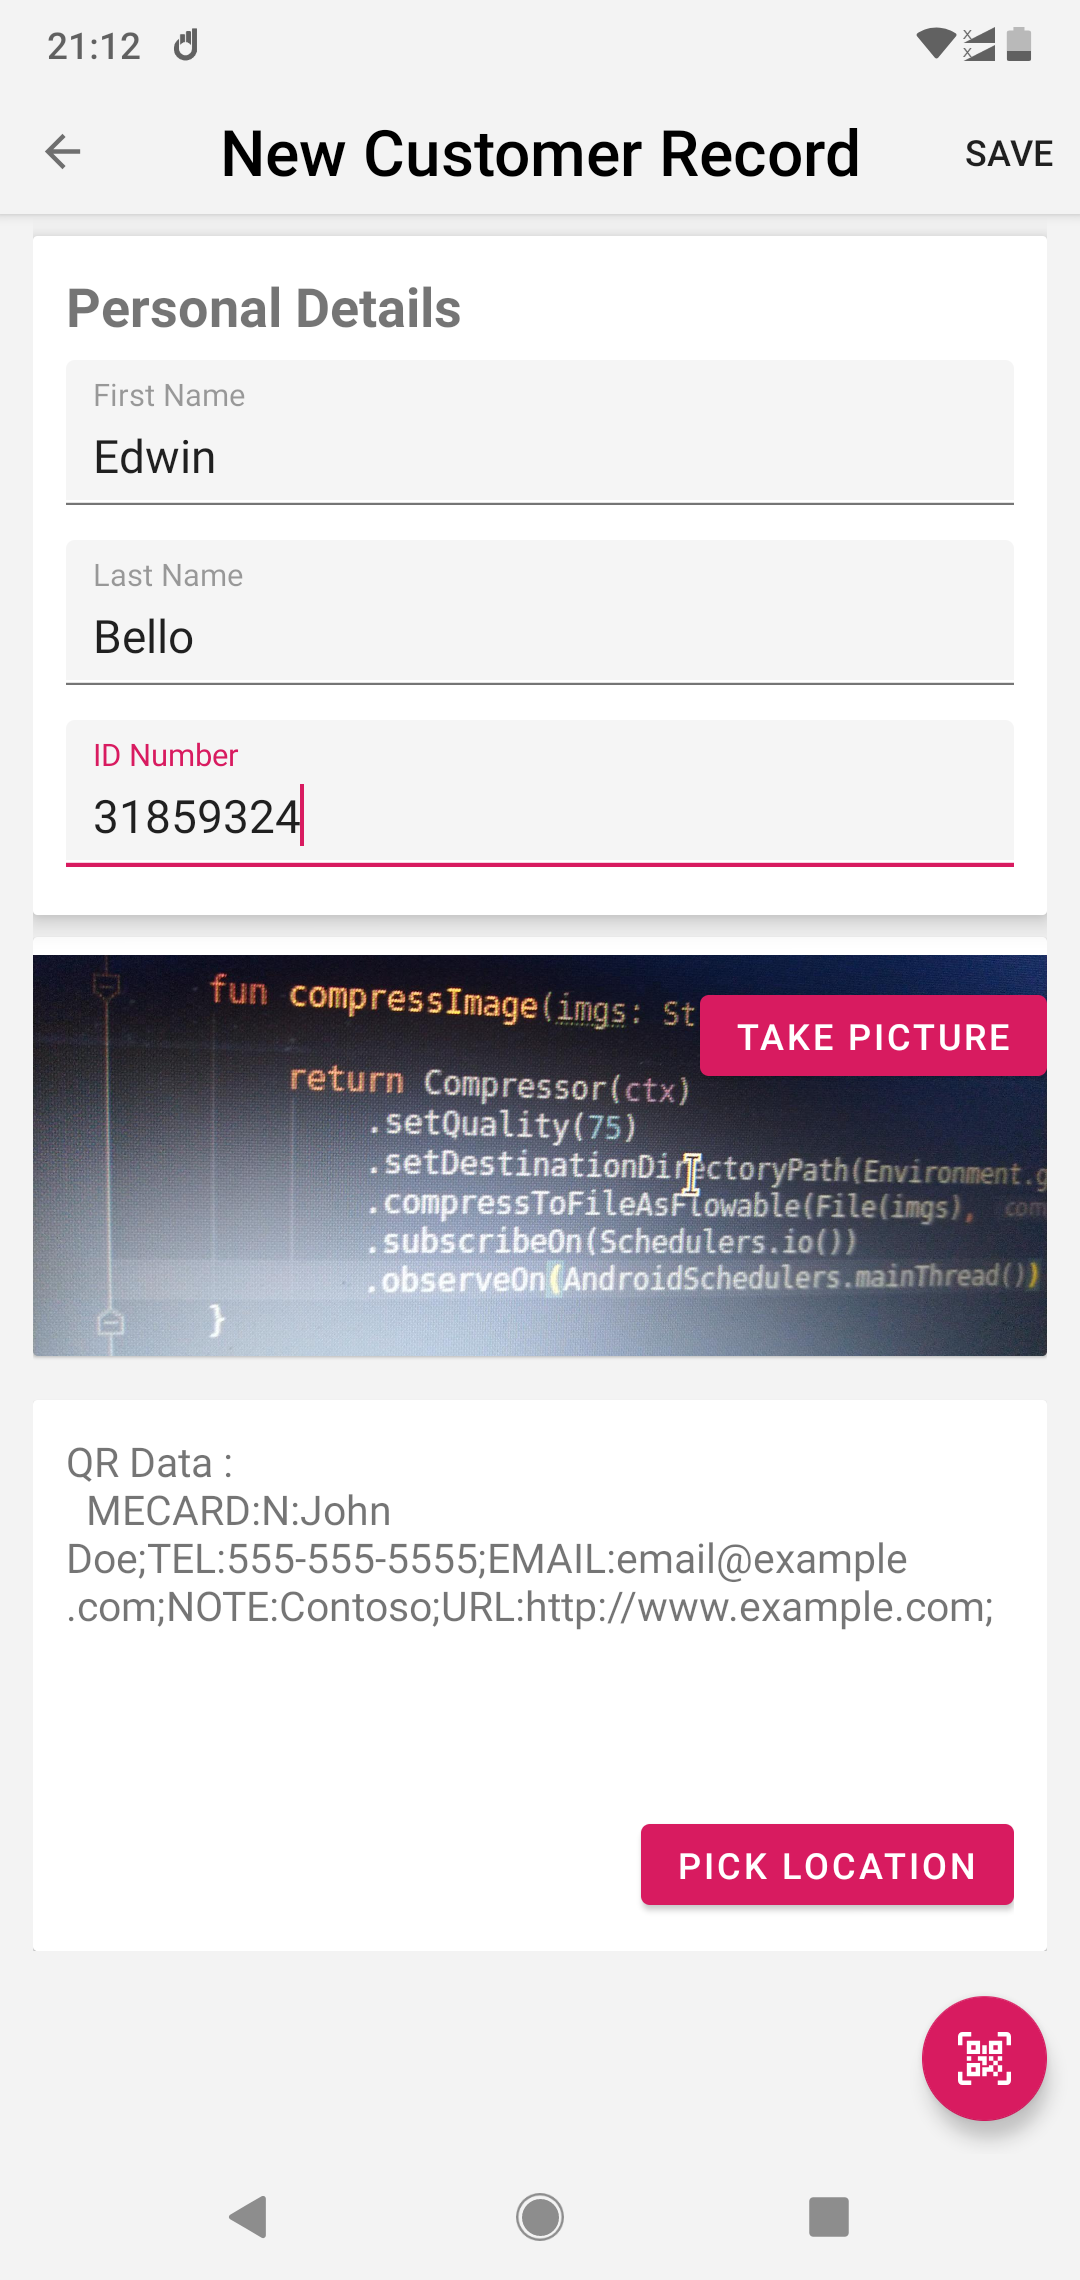 21:12
New Customer Record
SAVE
Personal Details
First Name
Edwin
Last Name
Bello
ID Number
31859324
fun compressImage(imgs: St
TAKE PICTURE
return Compressor(ctx)
.setQuality(75)
.setDestinationDirectoryPath(Environment.g
.compressToFileAsFlowable(File(imgs), com
.subscribeOn(Schedulers.io())
.observeOn(AndroidSchedulers.mainThread())
}
QR Data :
MECARD:N:John
Doe;TEL:555-555-5555;EMAIL:email@example
.com;NOTE:Contoso;URL:http://www.example.com;
PICK LOCATION